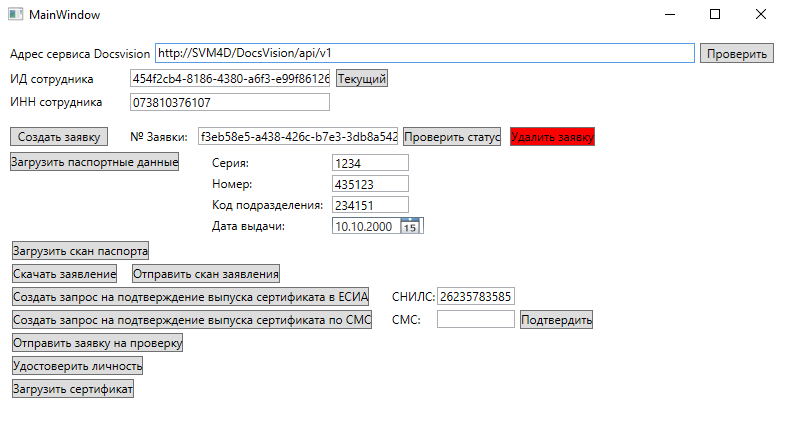 MainWindow
Адрес сервиса Docsvision http://SVM4D/DocsVision/api/v1 Проверить
ИД сотрудника 454f2cb4-8186-4380-a6f3-e99f86126 Текущий
ИНН сотрудника 073810376107
Создать заявку № Заявки: f3eb58e5-a438-426c-b7e3-3db8a542 Проверить статус Удалить заявку
Загрузить паспортные данные Серия: 1234
Номер: 435123
Код подразделения: 234151
Дата выдачи: 10.10.2000 15
Загрузить скан паспорта
Скачать заявление Отправить скан заявления
Создать запрос на подтверждение выпуска сертификата в ЕСИА СНИЛС: 26235783585
Создать запрос на подтверждение выпуска сертификата по СМС СМС: Подтвердить
Отправить заявку на проверку
Удостоверить личность
Загрузить сертификат